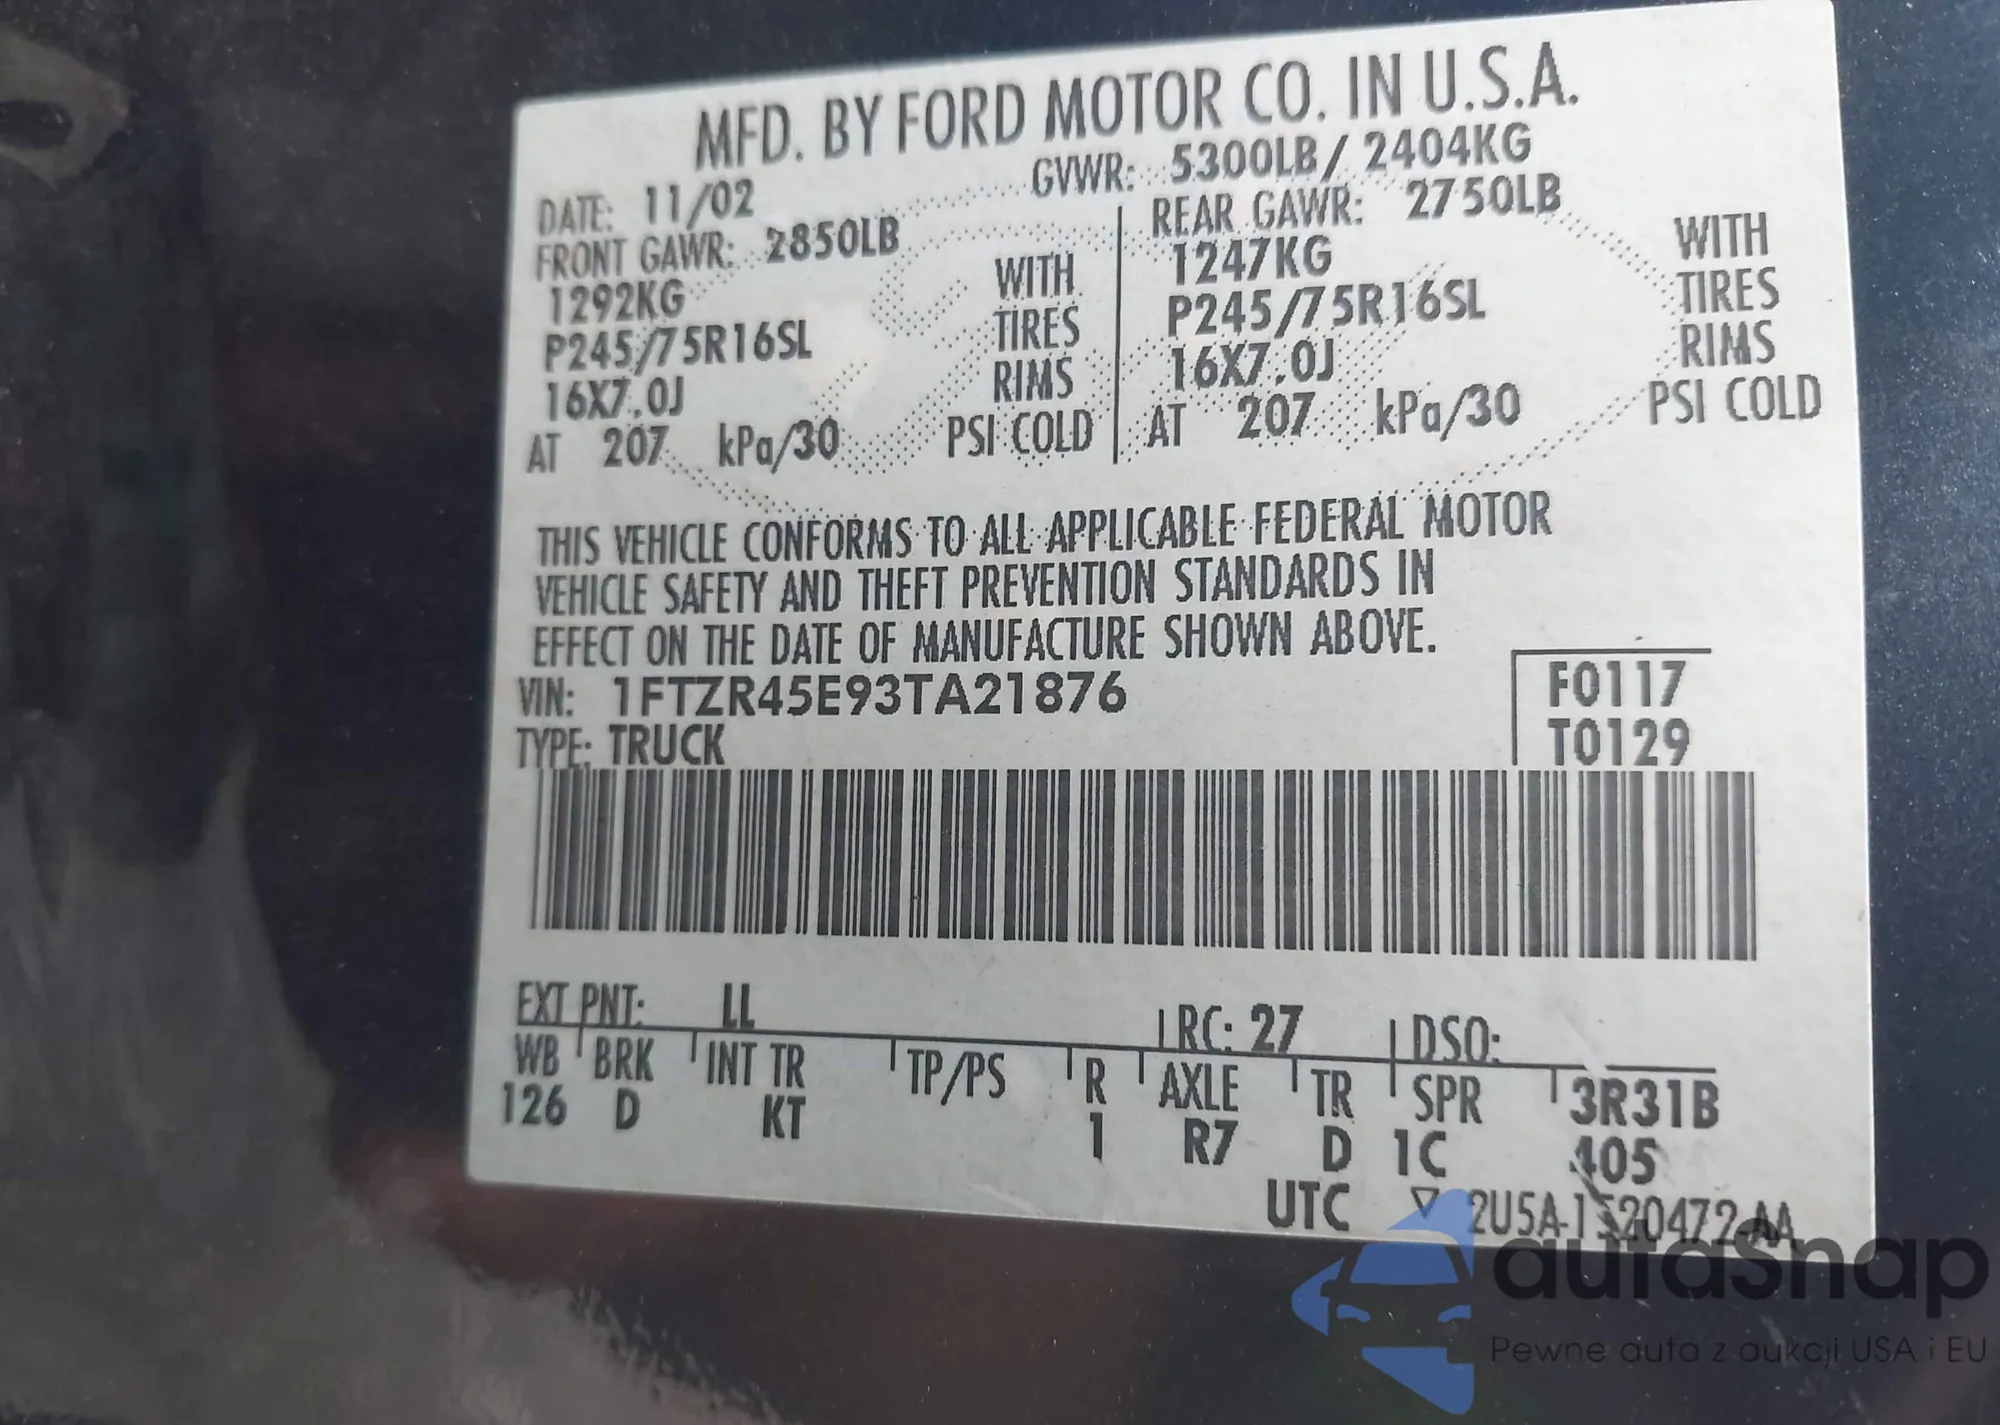 MFD. BY FORD MOTOR CO. IN U.S.A.
DATE: 11/02
GVWR: 5300LB/ 2404KG
FRONT GAWR: 2850LB
1292KG
WITH
P245/75R16SL
TIRES
16X7.0J
RIMS
AT 207 kPa/30 PSI COLD
REAR GAWR: 2750LB
1247KG
WITH
P245/75R16SL
TIRES
16X7.0J
RIMS
AT 207 kPa/30 PSI COLD
THIS VEHICLE CONFORMS TO ALL APPLICABLE FEDERAL MOTOR
VEHICLE SAFETY AND THEFT PREVENTION STANDARDS IN
EFFECT ON THE DATE OF MANUFACTURE SHOWN ABOVE.
VIN: 1FTZR45E93TA21876
TYPE: TRUCK
F0117
T0129
EXT PNT: LL
RC: 27
DSO:
WB BRK INT TR TP/PS R AXLE TR SPR 3R31B
126 D KT 1 R7 D 1C 405
UTC ▽ 2U5A-1520472-AA
autasnap
Pewne auta z aukcji USA i EU